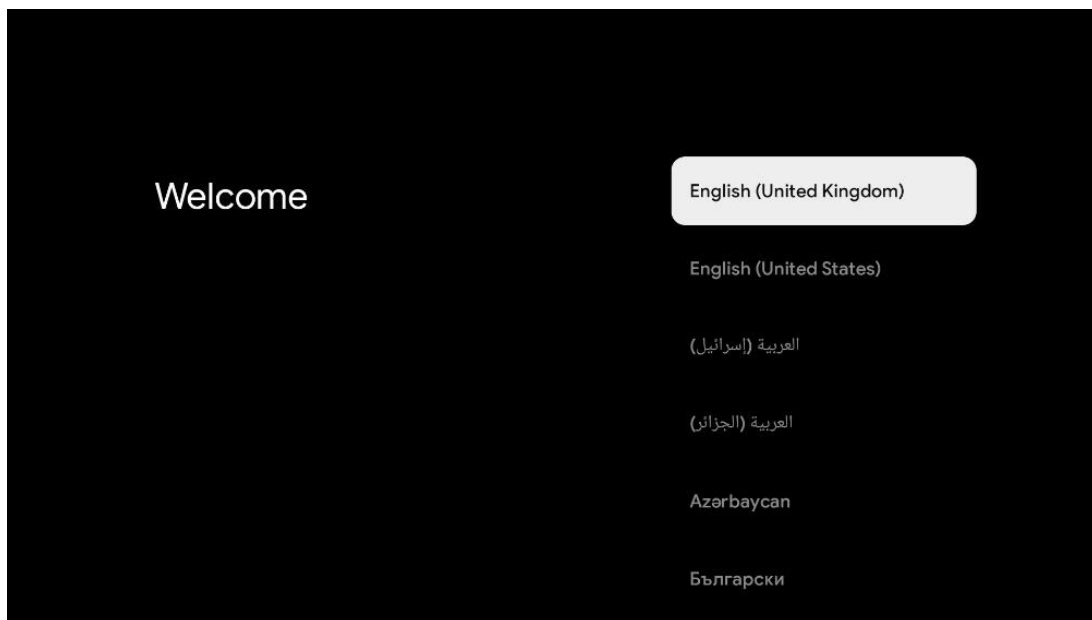 Welcome
English (United Kingdom)
English (United States)
العربية (إسرائيل)
العربية (الجزائر)
Azərbaycan
Български